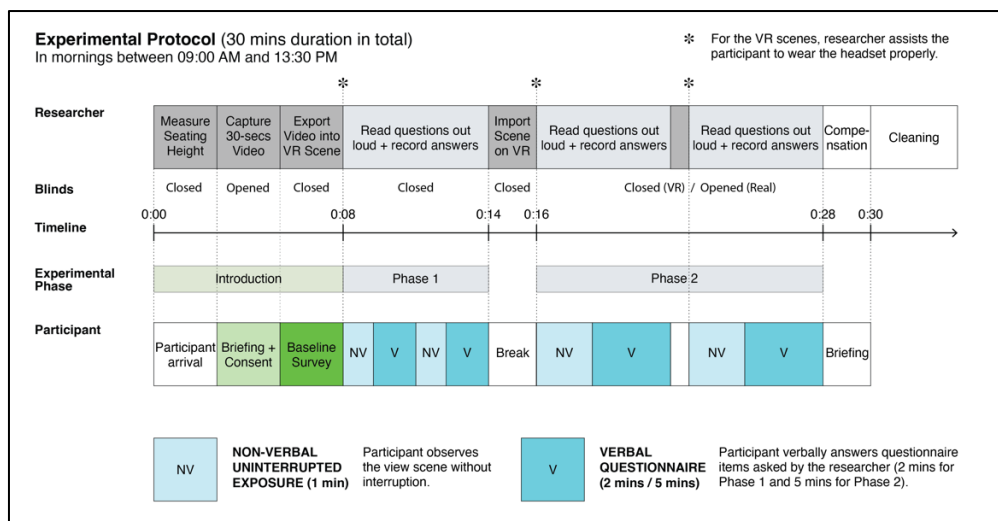 Experimental Protocol (30 mins duration in total)
In mornings between 09:00 AM and 13:30 PM
* For the VR scenes, researcher assists the
participant to wear the headset properly.
* * *
Researcher
Measure
Seating
Height
Capture
30-secs
Video
Export
Video into
VR Scene
Read questions out
loud + record answers
Import
Scene
on VR
Read questions out
loud + record answers
Read questions out
loud + record answers
Compe-
nsation
Cleaning
Blinds
Closed Opened Closed Closed Closed Closed (VR) / Opened (Real)
0:00 0:08 0:14 0:16 0:28 0:30
Timeline
Experimental
Phase
Introduction Phase 1 Phase 2
Participant
Participant
arrival
Briefing +
Consent
Baseline
Survey
NV V NV V Break NV V NV V Briefing
NV
NON-VERBAL
UNINTERRUPTED
EXPOSURE (1 min)
Participant observes
the view scene without
interruption.
V
VERBAL
QUESTIONNAIRE
(2 mins / 5 mins)
Participant verbally answers questionnaire
items asked by the researcher (2 mins for
Phase 1 and 5 mins for Phase 2).